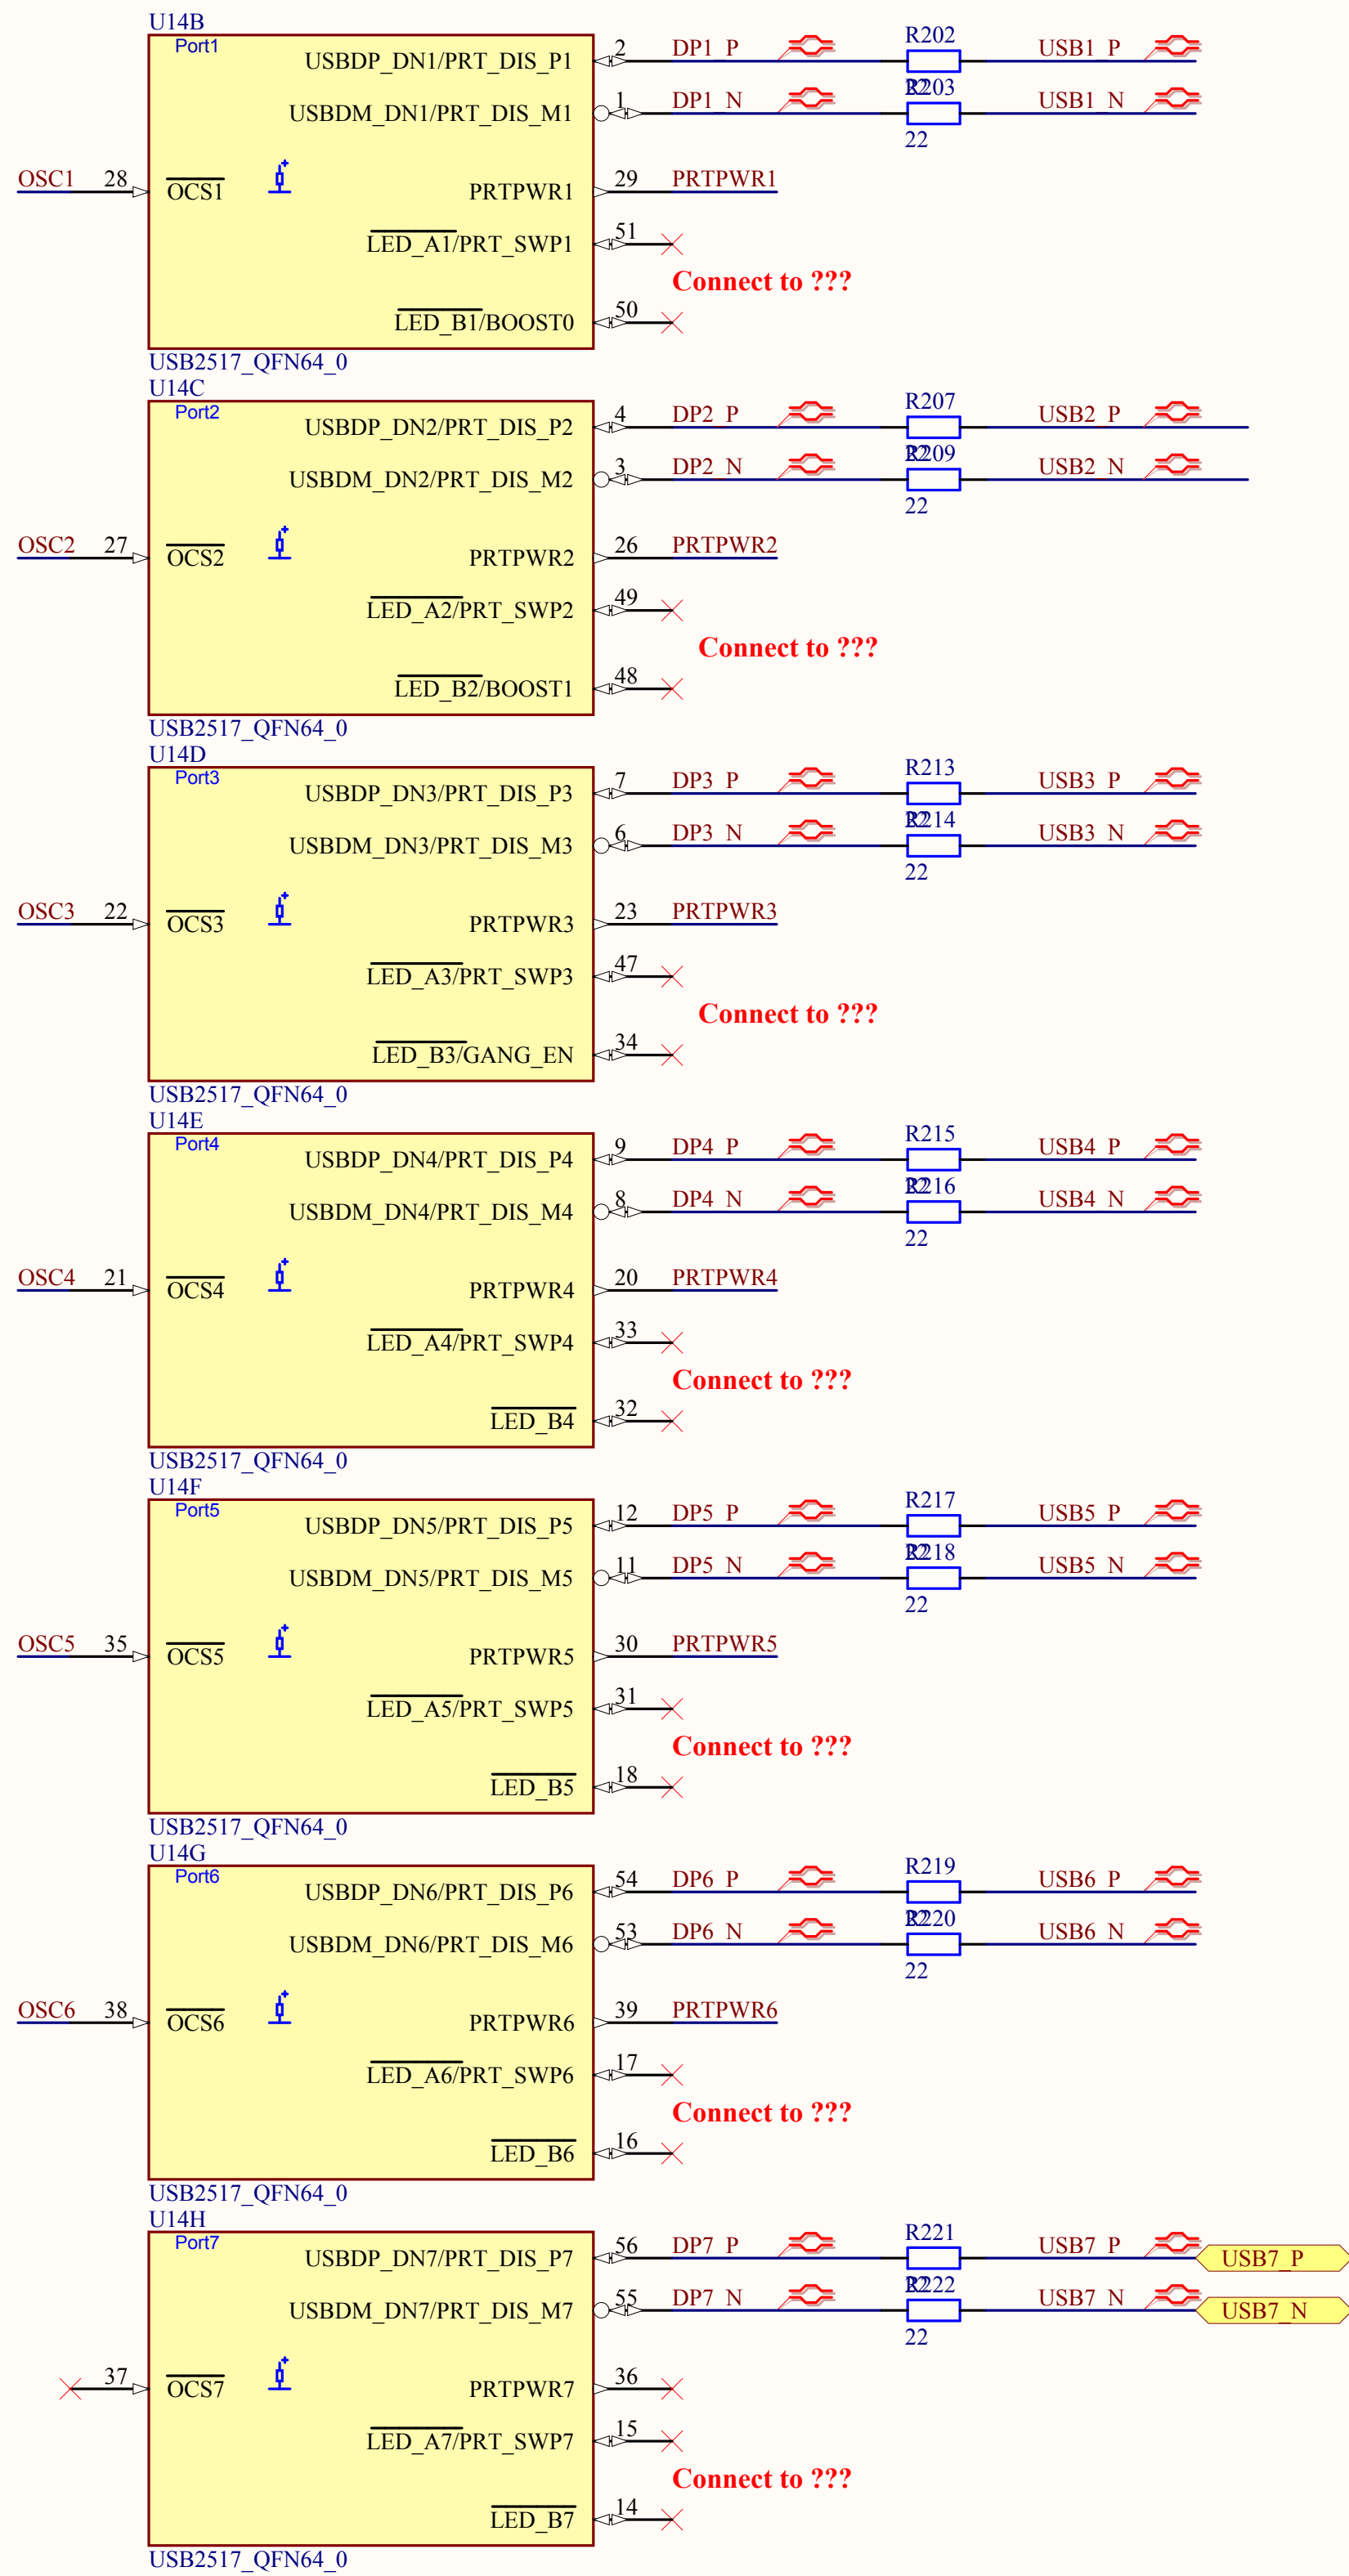 U14B
Port1
USBDP_DN1/PRT_DIS_P1 2 DP1_P R202 USB1_P
22
USBDM_DN1/PRT_DIS_M1 1 DP1_N R203 USB1_N
22
OSC1 28 OCS1 PRTPWR1 29 PRTPWR1
LED_A1/PRT_SWP1 51
Connect to ???
LED_B1/BOOST0 50
USB2517_QFN64_0
U14C
Port2
USBDP_DN2/PRT_DIS_P2 4 DP2_P R207 USB2_P
22
USBDM_DN2/PRT_DIS_M2 3 DP2_N R209 USB2_N
22
OSC2 27 OCS2 PRTPWR2 26 PRTPWR2
LED_A2/PRT_SWP2 49
Connect to ???
LED_B2/BOOST1 48
USB2517_QFN64_0
U14D
Port3
USBDP_DN3/PRT_DIS_P3 7 DP3_P R213 USB3_P
22
USBDM_DN3/PRT_DIS_M3 6 DP3_N R214 USB3_N
22
OSC3 22 OCS3 PRTPWR3 23 PRTPWR3
LED_A3/PRT_SWP3 47
Connect to ???
LED_B3/GANG_EN 34
USB2517_QFN64_0
U14E
Port4
USBDP_DN4/PRT_DIS_P4 9 DP4_P R215 USB4_P
22
USBDM_DN4/PRT_DIS_M4 8 DP4_N R216 USB4_N
22
OSC4 21 OCS4 PRTPWR4 20 PRTPWR4
LED_A4/PRT_SWP4 33
Connect to ???
LED_B4 32
USB2517_QFN64_0
U14F
Port5
USBDP_DN5/PRT_DIS_P5 12 DP5_P R217 USB5_P
22
USBDM_DN5/PRT_DIS_M5 11 DP5_N R218 USB5_N
22
OSC5 35 OCS5 PRTPWR5 30 PRTPWR5
LED_A5/PRT_SWP5 31
Connect to ???
LED_B5 18
USB2517_QFN64_0
U14G
Port6
USBDP_DN6/PRT_DIS_P6 54 DP6_P R219 USB6_P
22
USBDM_DN6/PRT_DIS_M6 53 DP6_N R220 USB6_N
22
OSC6 38 OCS6 PRTPWR6 39 PRTPWR6
LED_A6/PRT_SWP6 17
Connect to ???
LED_B6 16
USB2517_QFN64_0
U14H
Port7
USBDP_DN7/PRT_DIS_P7 56 DP7_P R221 USB7_P USB7_P
22
USBDM_DN7/PRT_DIS_M7 55 DP7_N R222 USB7_N USB7_N
22
37 OCS7 PRTPWR7 36
LED_A7/PRT_SWP7 15
Connect to ???
LED_B7 14
USB2517_QFN64_0